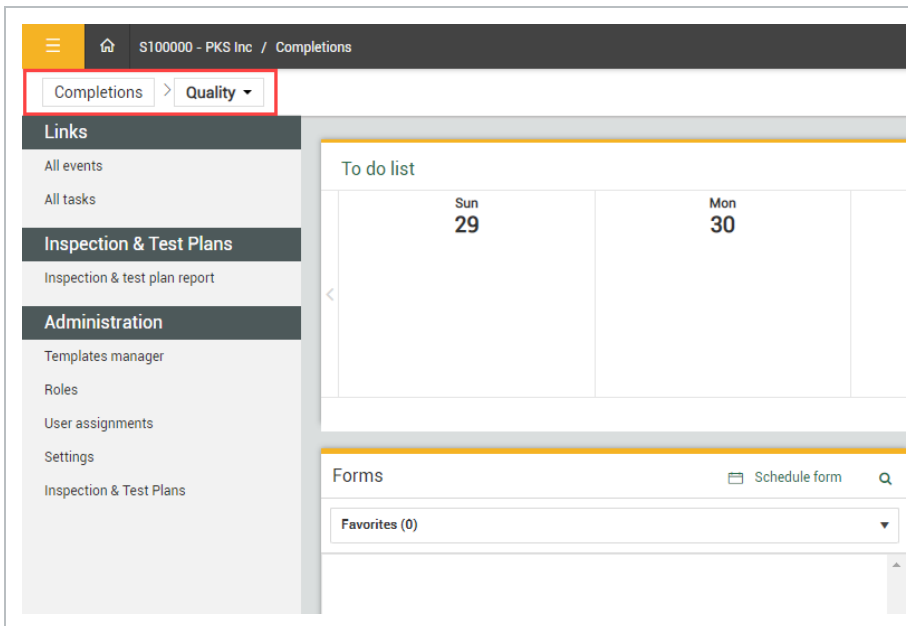 S100000 - PKS Inc / Completions
Completions > Quality
Links
All events
All tasks
Inspection & Test Plans
Inspection & test plan report
Administration
Templates manager
Roles
User assignments
Settings
Inspection & Test Plans
To do list
Sun Mon
29 30
Forms Schedule form
Favorites (0)